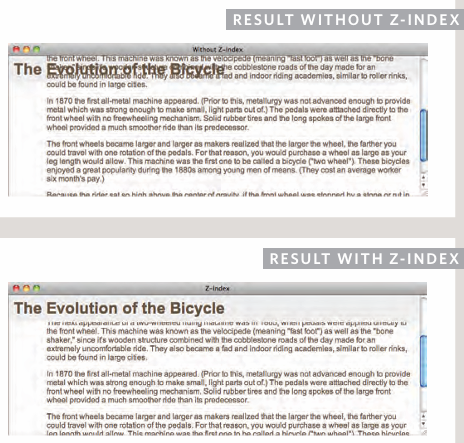 RESULT WITHOUT Z-INDEX
Without Z-Index
the front wheel. This machine was known as the velocipede (meaning "fast foot") as well as the "bone
The Evolution of the Bicycle
extremely uncomfortable ride. They also became a fad and indoor riding academies, similar to roller rinks,
could be found in large cities.
In 1870 the first all-metal machine appeared. (Prior to this, metallurgy was not advanced enough to provide
metal which was strong enough to make small, light parts out of.) The pedals were attached directly to the
front wheel with no freewheeling mechanism. Solid rubber tires and the long spokes of the large front
wheel provided a much smoother ride than its predecessor.
The front wheels became larger and larger as makers realized that the larger the wheel, the farther you
could travel with one rotation of the pedals. For that reason, you would purchase a wheel as large as your
leg length would allow. This machine was the first one to be called a bicycle ("two wheel"). These bicycles
enjoyed a great popularity during the 1880s among young men of means. (They cost an average worker
six month's pay.)
Because the rider sat so high above the center of gravity, if the front wheel was stopped by a stone or rut in
RESULT WITH Z-INDEX
Z-Index
The Evolution of the Bicycle
The next appearance of a two-wheeled riding machine was in 1865, when pedals were applied directly to
the front wheel. This machine was known as the velocipede (meaning "fast foot") as well as the "bone
shaker," since it's wooden structure combined with the cobblestone roads of the day made for an
extremely uncomfortable ride. They also became a fad and indoor riding academies, similar to roller rinks,
could be found in large cities.
In 1870 the first all-metal machine appeared. (Prior to this, metallurgy was not advanced enough to provide
metal which was strong enough to make small, light parts out of.) The pedals were attached directly to the
front wheel with no freewheeling mechanism. Solid rubber tires and the long spokes of the large front
wheel provided a much smoother ride than its predecessor.
The front wheels became larger and larger as makers realized that the larger the wheel, the farther you
could travel with one rotation of the pedals. For that reason, you would purchase a wheel as large as your
leg length would allow. This machine was the first one to be called a bicycle ("two wheel"). These bicycles